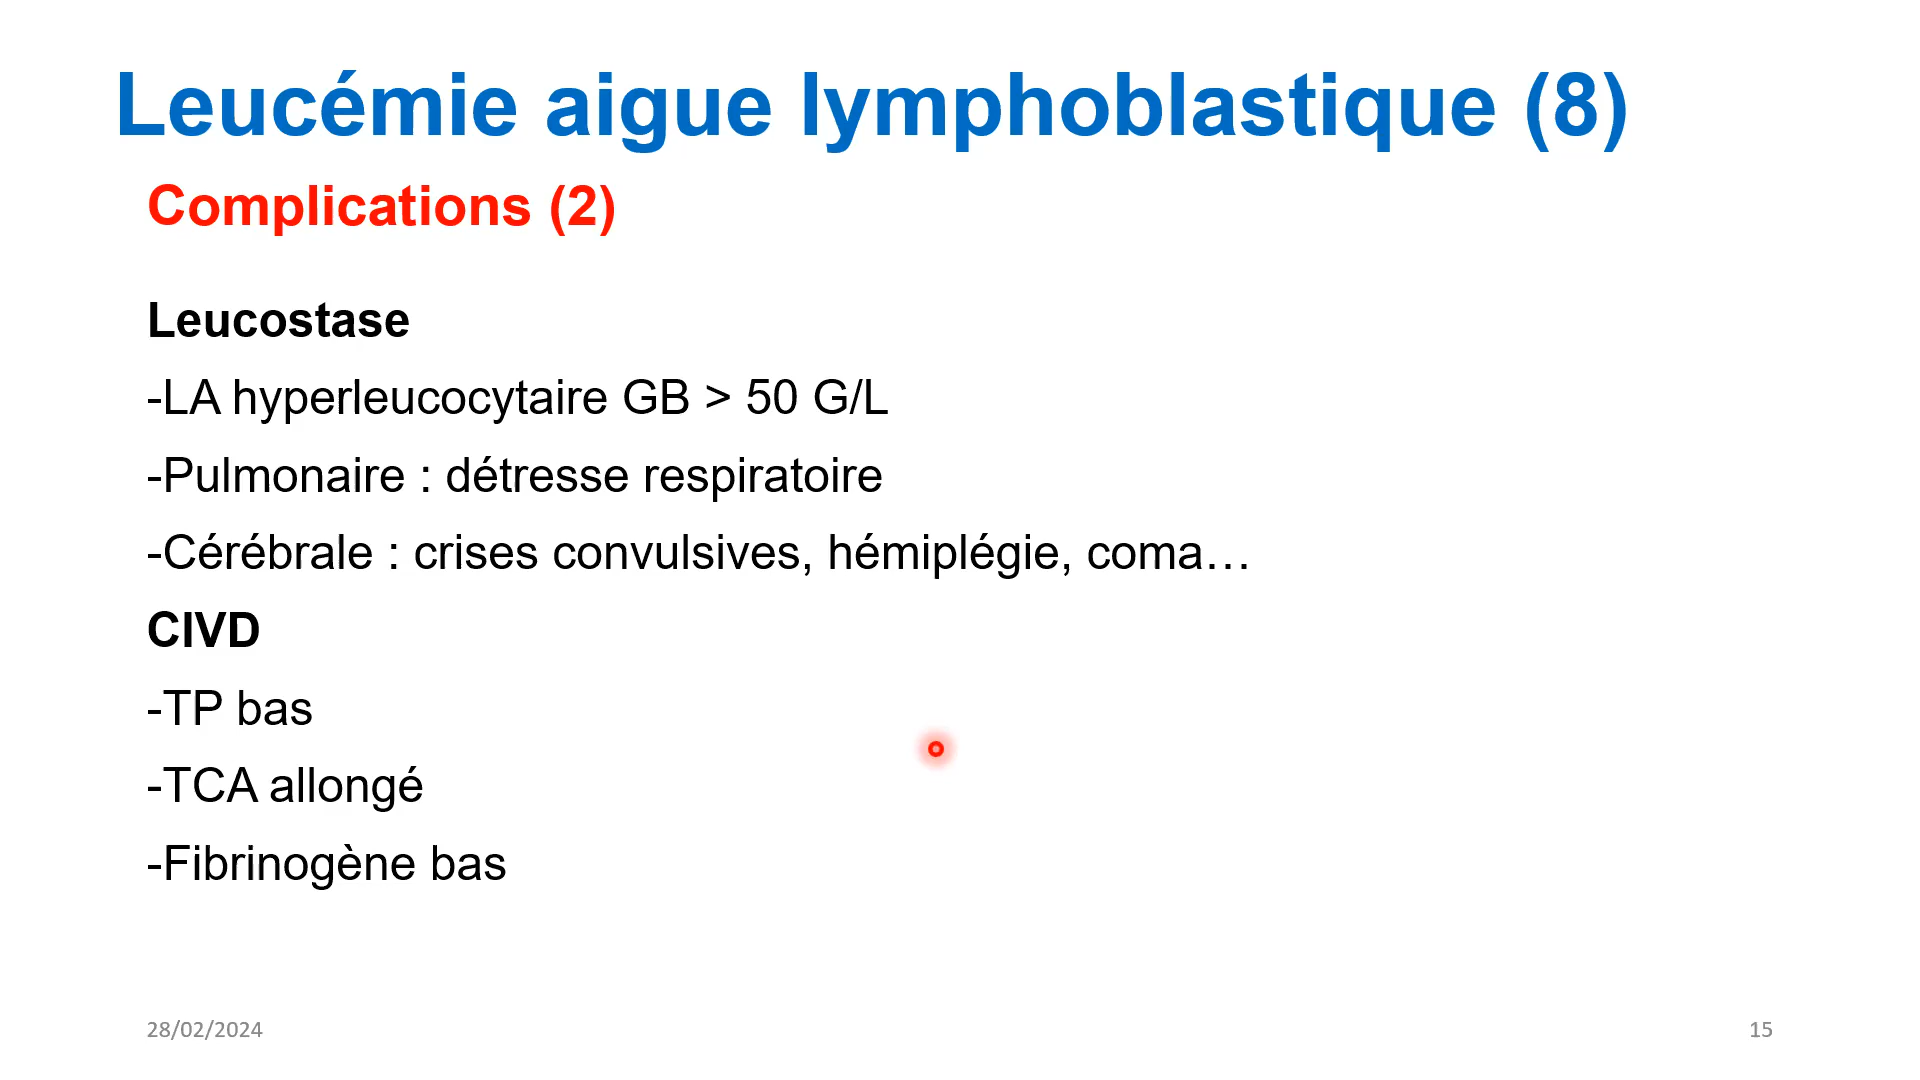 Leucémie aigue lymphoblastique (8)
Complications (2)
Leucostase
-LA hyperleucocytaire GB > 50 G/L
-Pulmonaire : détresse respiratoire
-Cérébrale : crises convulsives, hémiplégie, coma…
CIVD
-TP bas
-TCA allongé
-Fibrinogène bas
28/02/2024
15